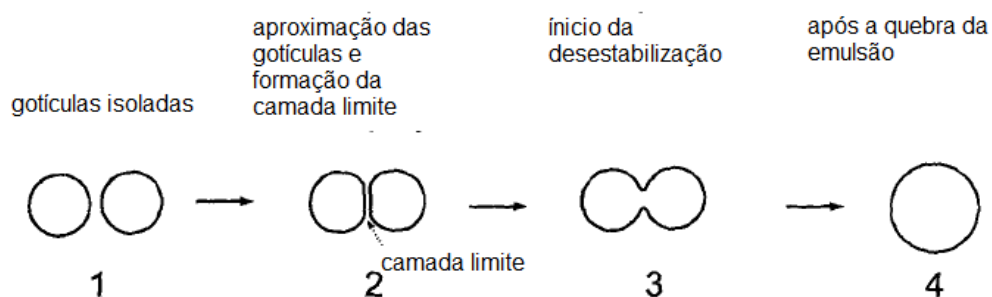 gotículas isoladas
aproximação das
gotículas e
formação da
camada limite
ínicio da
desestabilização
após a quebra da
emulsão
camada limite
1
2
3
4